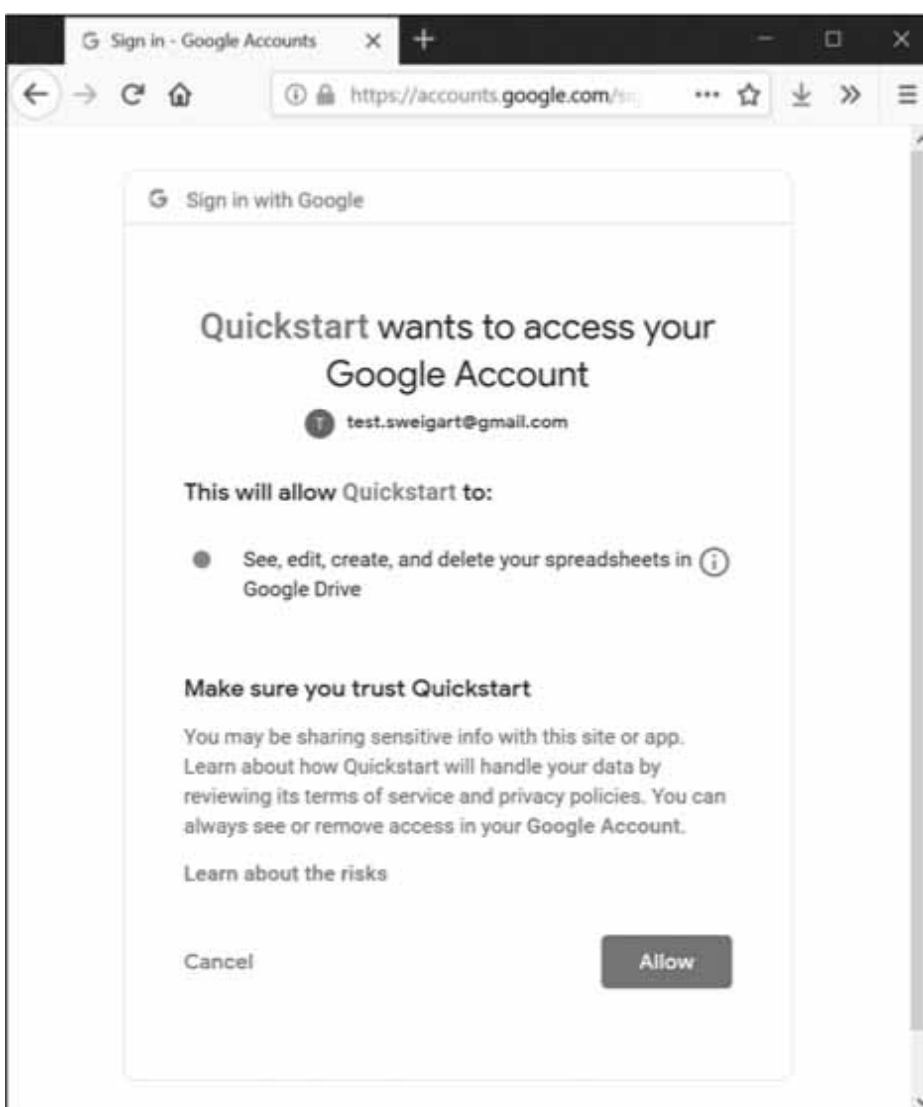 Sign in - Google Accounts
https://accounts.google.com/
Sign in with Google
Quickstart wants to access your
Google Account
T test.sweigart@gmail.com
This will allow Quickstart to:
See, edit, create, and delete your spreadsheets in
Google Drive
Make sure you trust Quickstart
You may be sharing sensitive info with this site or app.
Learn about how Quickstart will handle your data by
reviewing its terms of service and privacy policies. You can
always see or remove access in your Google Account.
Learn about the risks
Cancel
Allow